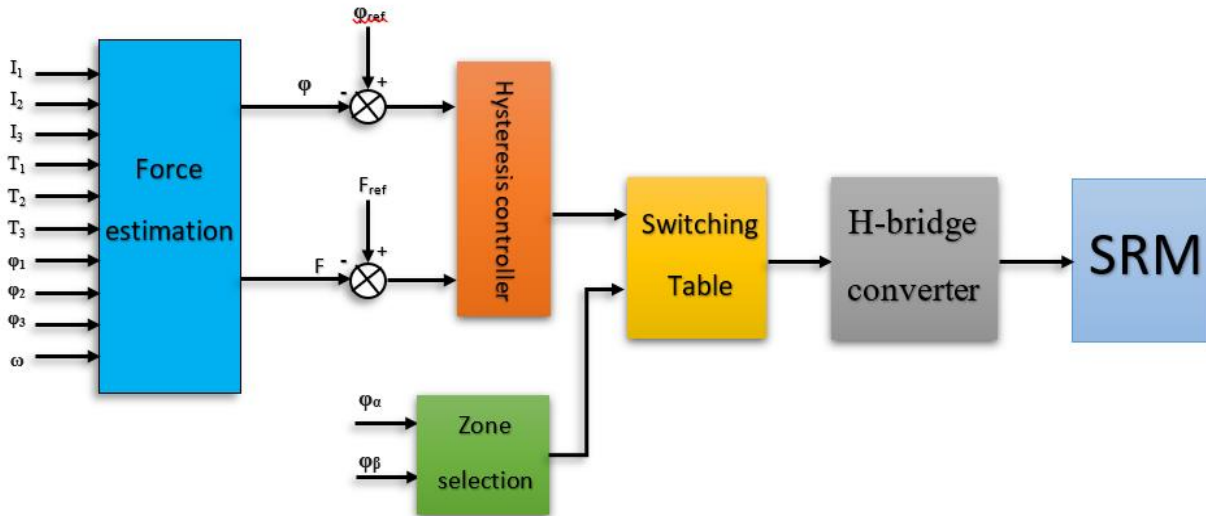 I₁
I₂
I₃
T₁
T₂
T₃
φ₁
φ₂
φ₃
ω
Force
estimation
φ
F
φref
- +
Fref
- +
Hysteresis controller
φα
φβ
Zone
selection
Switching
Table
H-bridge
converter
SRM